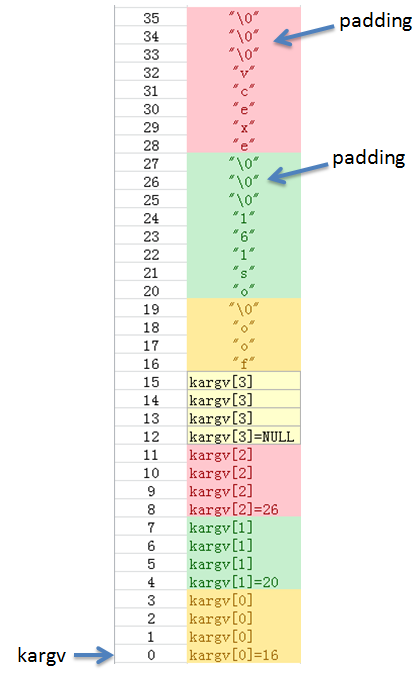 35 "\0"
padding
34 "\0"
33 "\0"
32 "v"
31 "c"
30 "e"
29 "x"
28 "e"
27 "\0"
padding
26 "\0"
25 "\0"
24 "1"
23 "6"
22 "1"
21 "s"
20 "o"
19 "\0"
18 "o"
17 "o"
16 "f"
15 kargv[3]
14 kargv[3]
13 kargv[3]
12 kargv[3]=NULL
11 kargv[2]
10 kargv[2]
9 kargv[2]
8 kargv[2]=26
7 kargv[1]
6 kargv[1]
5 kargv[1]
4 kargv[1]=20
3 kargv[0]
2 kargv[0]
1 kargv[0]
kargv 0 kargv[0]=16